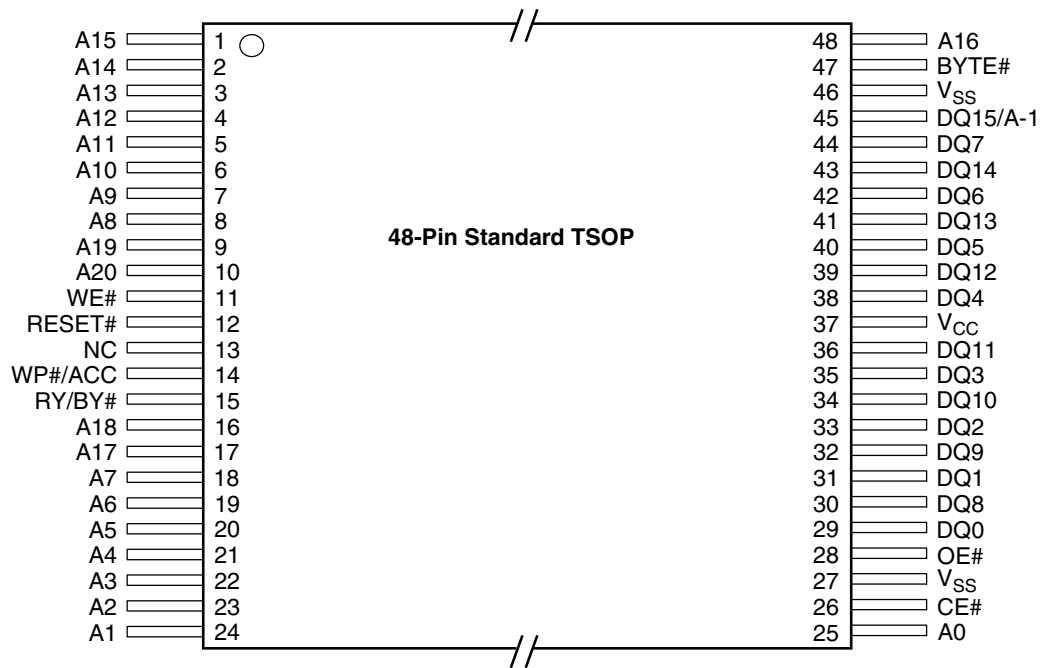 A15 1 48 A16
A14 2 47 BYTE#
A13 3 46 VSS
A12 4 45 DQ15/A-1
A11 5 44 DQ7
A10 6 43 DQ14
A9 7 42 DQ6
A8 8 41 DQ13
48-Pin Standard TSOP
A19 9 40 DQ5
A20 10 39 DQ12
WE# 11 38 DQ4
RESET# 12 37 VCC
NC 13 36 DQ11
WP#/ACC 14 35 DQ3
RY/BY# 15 34 DQ10
A18 16 33 DQ2
A17 17 32 DQ9
A7 18 31 DQ1
A6 19 30 DQ8
A5 20 29 DQ0
A4 21 28 OE#
A3 22 27 VSS
A2 23 26 CE#
A1 24 25 A0